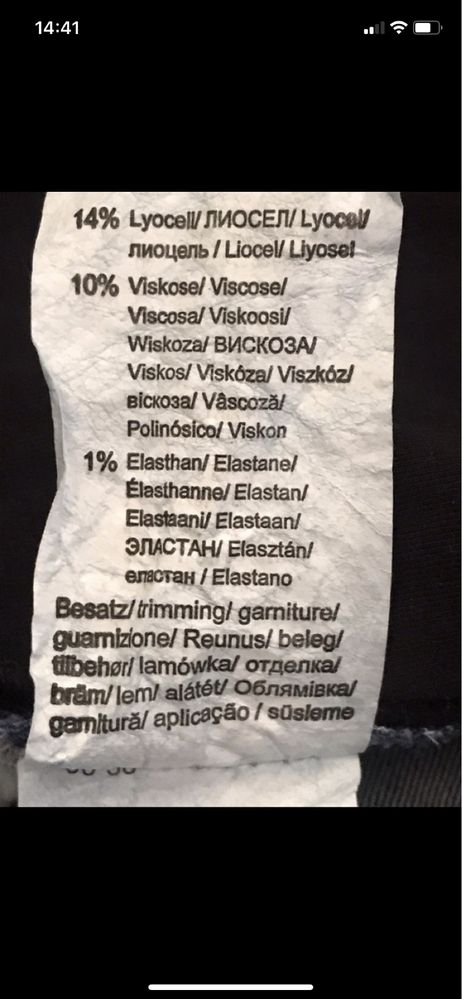 14:41
14% Lyocell/ ЛИОСЕЛ/ Lyocel/
лиоцель / Liocel/ Liyosel
10% Viskose/ Viscose/
Viscosa/ Viskoosi/
Wiskoza/ ВИСКОЗА/
Viskos/ Viskóza/ Viszkóz/
віскоза/ Vâscoză/
Polinósico/ Viskon
1% Elasthan/ Elastane/
Élasthanne/ Elastan/
Elastaani/ Elastaan/
ЭЛАСТАН/ Elasztán/
еластан / Elastano
Besatz/ trimming/ garniture/
guarnizione/ Reunus/ beleg/
tilbehør/ lamówka/ отделка/
bräm/ lem/ alátét/ Облямівка/
garnitură/ aplicação / süsleme